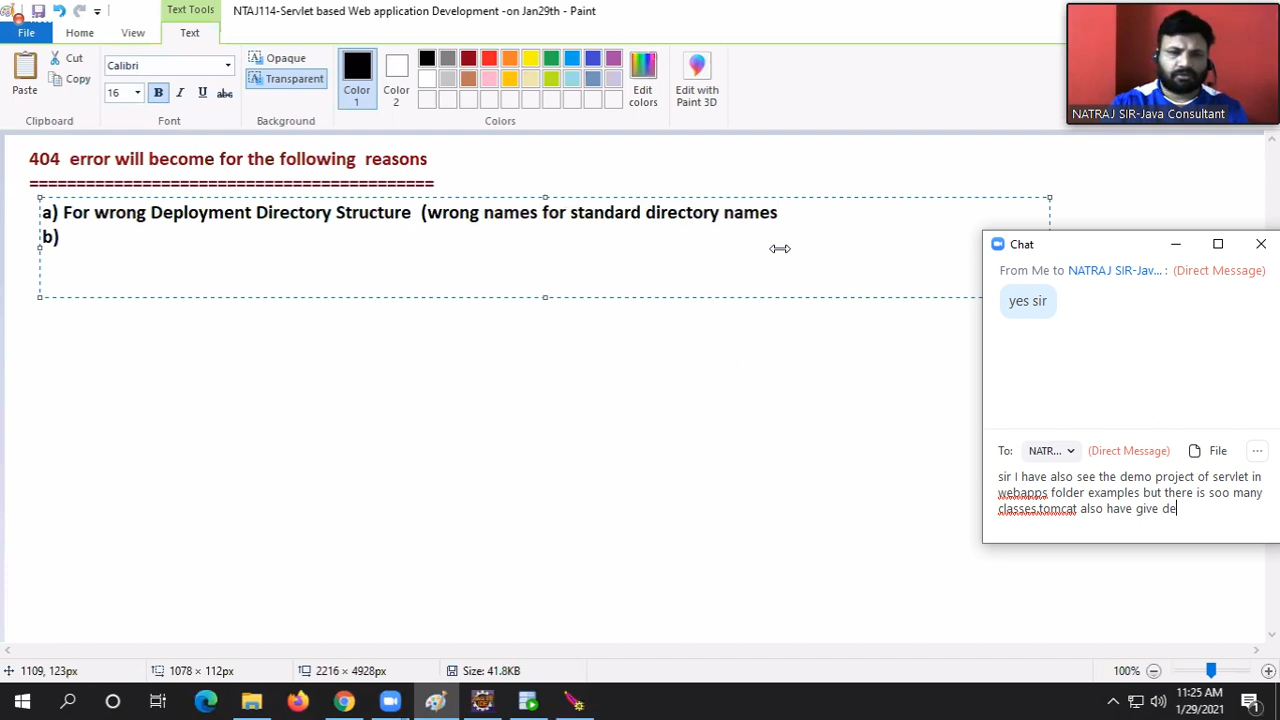 Text Tools
NTAJ114-Servlet based Web application Development -on Jan29th - Paint
File
Home
View
Text
Paste
Cut
Copy
Clipboard
Calibri
16
B
I
U
abc
Font
Opaque
Transparent
Background
Color
1
Color
2
Edit
colors
Edit with
Paint 3D
Colors
NATRAJ SIR-Java Consultant
404 error will become for the following reasons
===========================================
a) For wrong Deployment Directory Structure (wrong names for standard directory names
b)
Chat
From Me to NATRAJ SIR-Jav... : (Direct Message)
yes sir
To: NATR... (Direct Message) File
sir I have also see the demo project of servlet in
webapps folder examples but there is soo many
classes.tomcat also have give de
1109, 123px
1078 × 112px
2216 × 4928px
Size: 41.8KB
100%
11:25 AM
1/29/2021